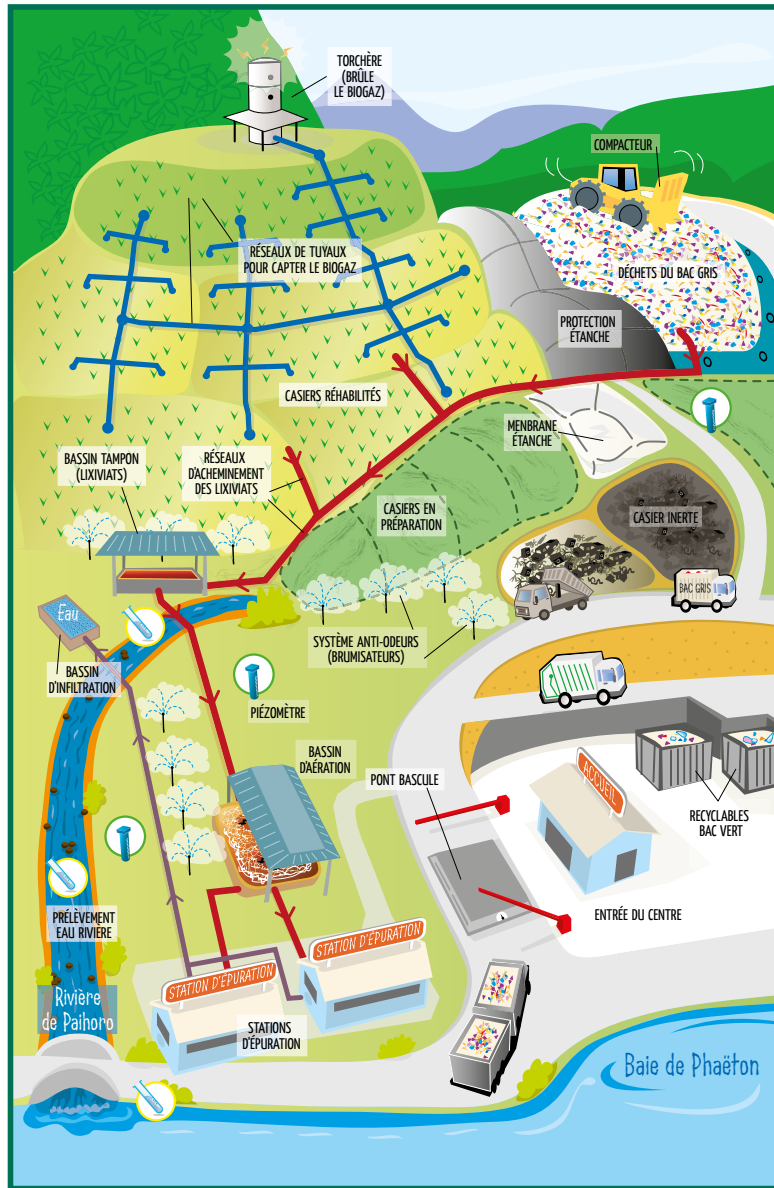 TORCHÈRE
(BRÛLE
LE BIOGAZ)
COMPACTEUR
RÉSEAUX DE TUYAUX
POUR CAPTER LE BIOGAZ
DÉCHETS DU BAC GRIS
PROTECTION
ÉTANCHE
CASIERS RÉHABILITÉS
MENBRANE
ÉTANCHE
BASSIN TAMPON
(LIXIVIATS)
RÉSEAUX
D'ACHEMINEMENT
DES LIXIVIATS
CASIERS EN
PRÉPARATION
CASIER INERTE
BAC GRIS
Eau
SYSTÈME ANTI-ODEURS
(BRUMISATEURS)
BASSIN
D'INFILTRATION
PIÉZOMÈTRE
BASSIN
D'AÉRATION
PONT BASCULE
ACCUEIL
RECYCLABLES
BAC VERT
PRÉLÈVEMENT
EAU RIVIÈRE
ENTRÉE DU CENTRE
STATION D'ÉPURATION
STATION D'ÉPURATION
Rivière
de Paihoro
STATIONS
D'ÉPURATION
Baie de Phaëton